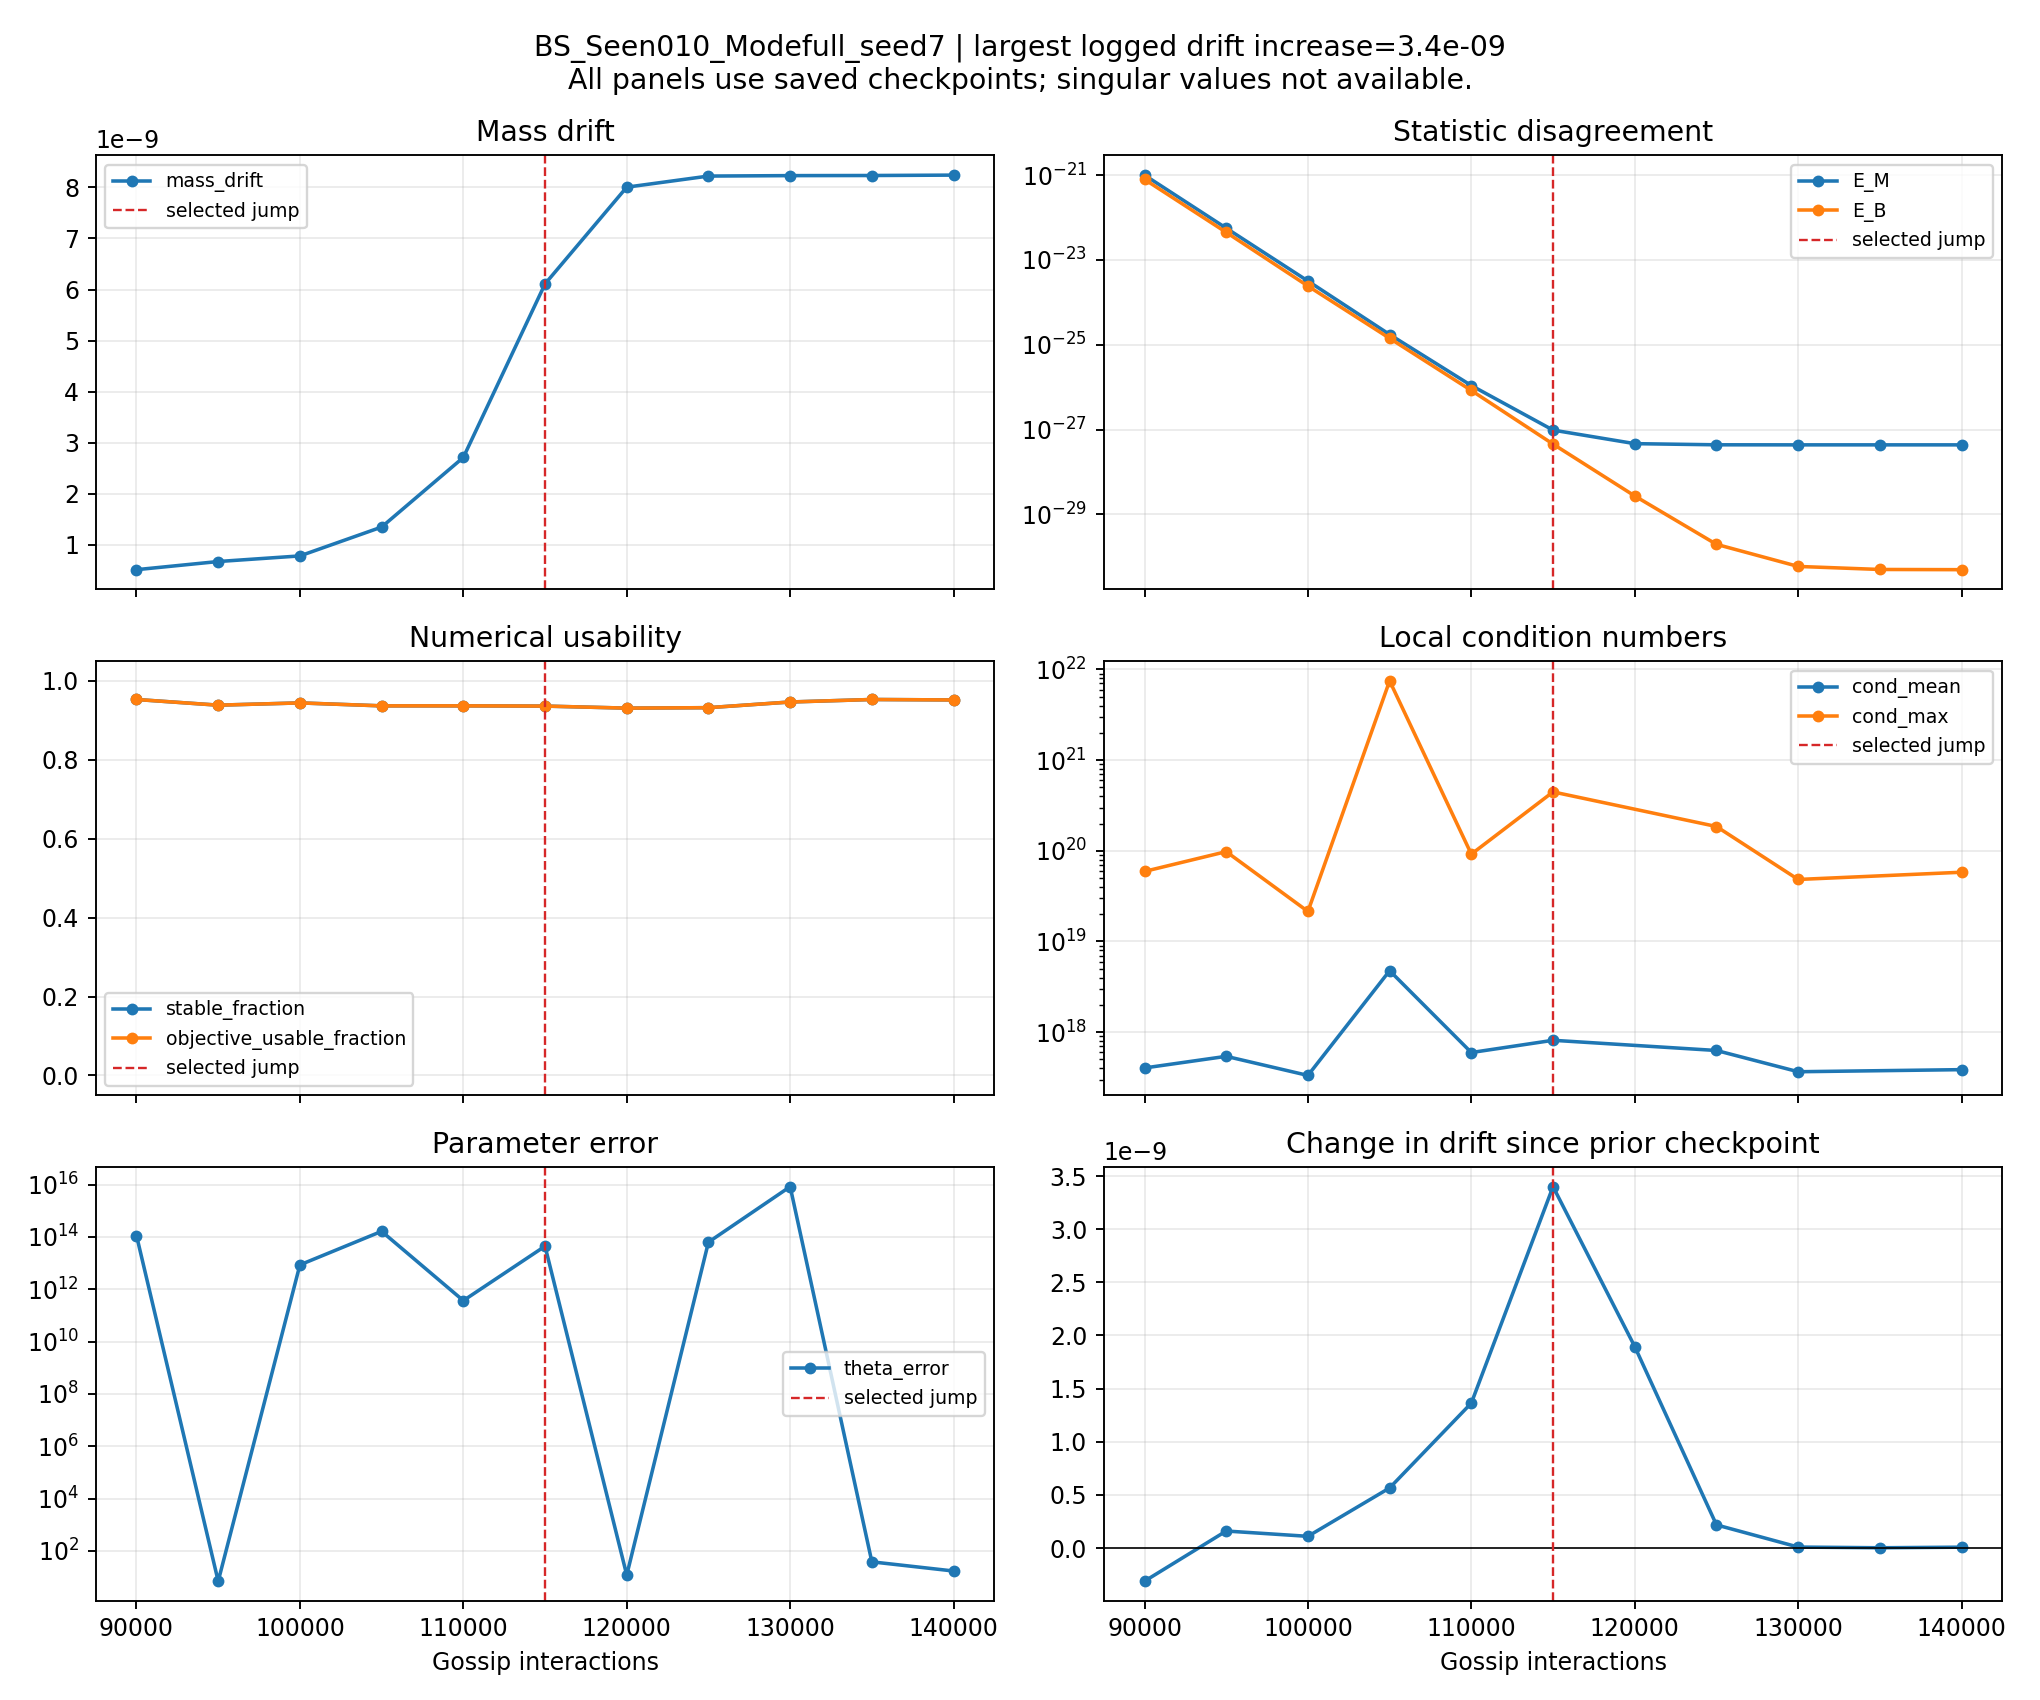 BS_Seen010_Modefull_seed7 | largest logged drift increase=3.4e-09
All panels use saved checkpoints; singular values not available.
Mass drift
1e−9
8
7
6
5
4
3
2
1
mass_drift
selected jump
Statistic disagreement
10^−21
10^−23
10^−25
10^−27
10^−29
E_M
E_B
selected jump
Numerical usability
1.0
0.8
0.6
0.4
0.2
0.0
stable_fraction
objective_usable_fraction
selected jump
Local condition numbers
10^22
10^21
10^20
10^19
10^18
cond_mean
cond_max
selected jump
Parameter error
10^16
10^14
10^12
10^10
10^8
10^6
10^4
10^2
theta_error
selected jump
90000 100000 110000 120000 130000 140000
Gossip interactions
Change in drift since prior checkpoint
1e−9
3.5
3.0
2.5
2.0
1.5
1.0
0.5
0.0
90000 100000 110000 120000 130000 140000
Gossip interactions